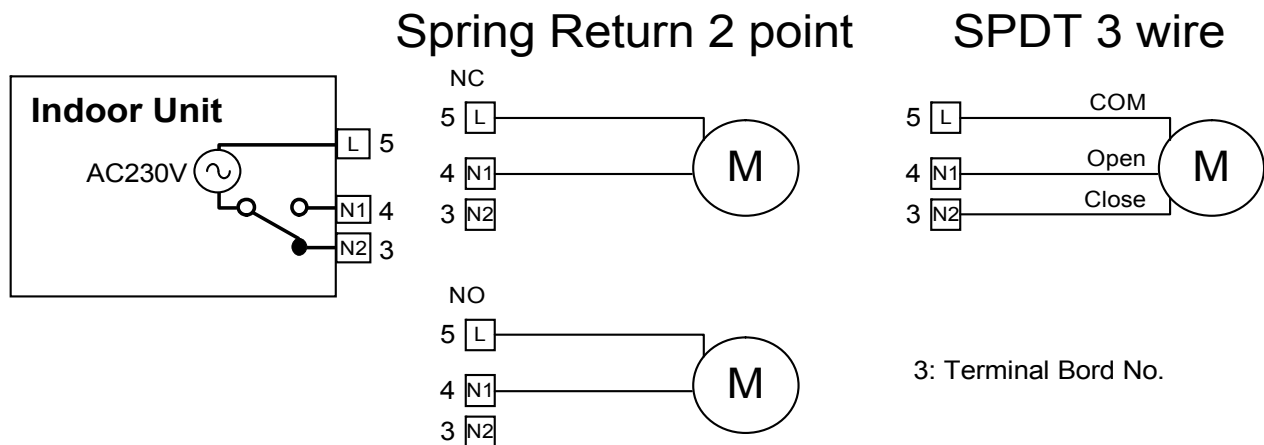 Spring Return 2 point
SPDT 3 wire
Indoor Unit
AC230V
L 5
N1 4
N2 3
NC
5 L
4 N1
3 N2
M
NO
5 L
4 N1
3 N2
M
5 L COM
4 N1 Open
3 N2 Close
M
3: Terminal Bord No.